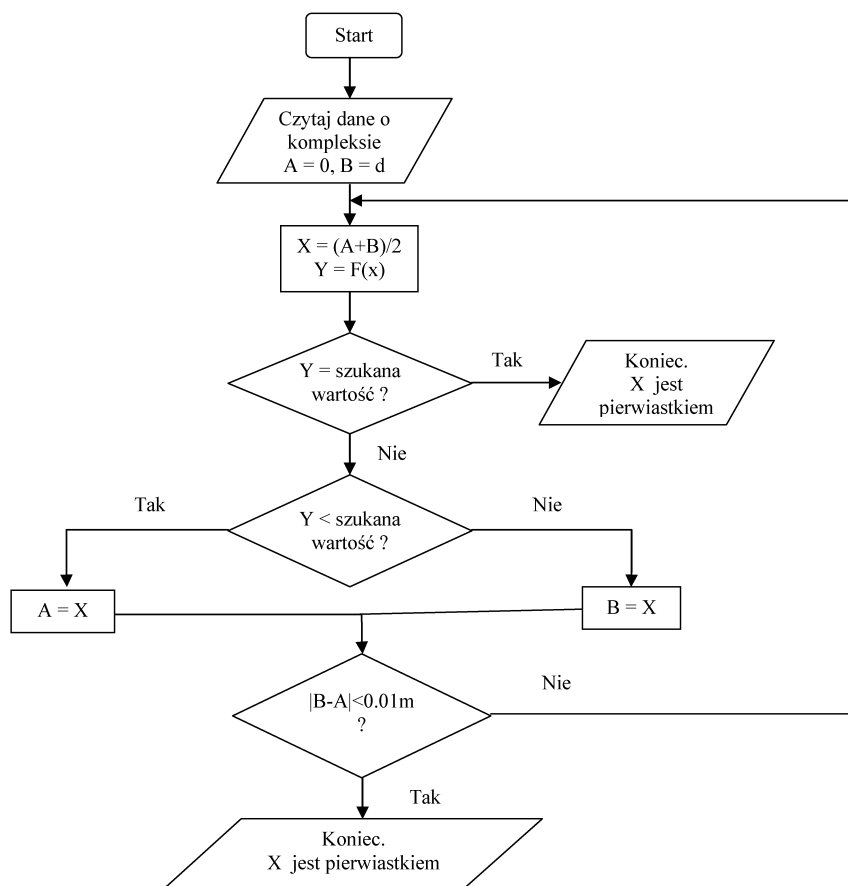 Start
Czytaj dane o
kompleksie
A = 0, B = d
X = (A+B)/2
Y = F(x)
Y = szukana
wartość ?
Tak
Koniec.
X jest
pierwiastkiem
Nie
Tak
Y < szukana
wartość ?
Nie
A = X
B = X
|B-A|<0.01m
?
Nie
Tak
Koniec.
X jest pierwiastkiem